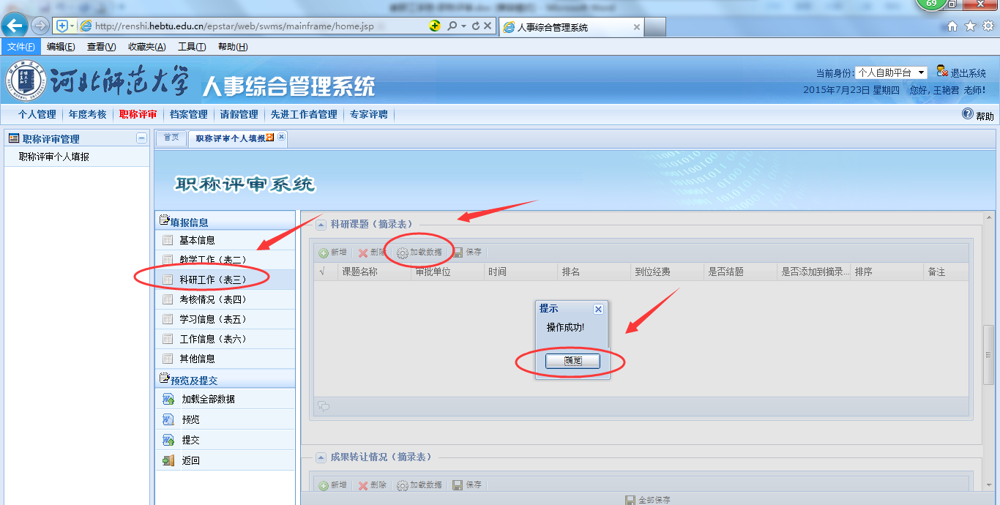 69
http://renshi.hebtu.edu.cn/epstar/web/swms/mainframe/home.jsp
人事综合管理系统
文件(F) 编辑(E) 查看(V) 收藏夹(A) 工具(T) 帮助(H)
河北师范大学 人事综合管理系统
当前身份: 个人自助平台 退出系统
2015年7月23日 星期四 您好, 王艳君 老师!
个人管理 年度考核 职称评审 档案管理 请假管理 先进工作者管理 专家评聘 帮助
职称评审管理
职称评审个人填报
首页 职称评审个人填报
职称评审系统
填报信息
基本信息
教学工作（表二）
科研工作（表三）
考核情况（表四）
学习信息（表五）
工作信息（表六）
其他信息
预览及提交
加载全部数据
预览
提交
返回
科研课题（摘录表）
新增 删除 加载数据 保存
√ 课题名称 审批单位 时间 排名 到位经费 是否结题 是否添加到摘录... 排序 备注
提示
操作成功!
确定
成果转让情况（摘录表）
新增 删除 加载数据 保存
全部保存